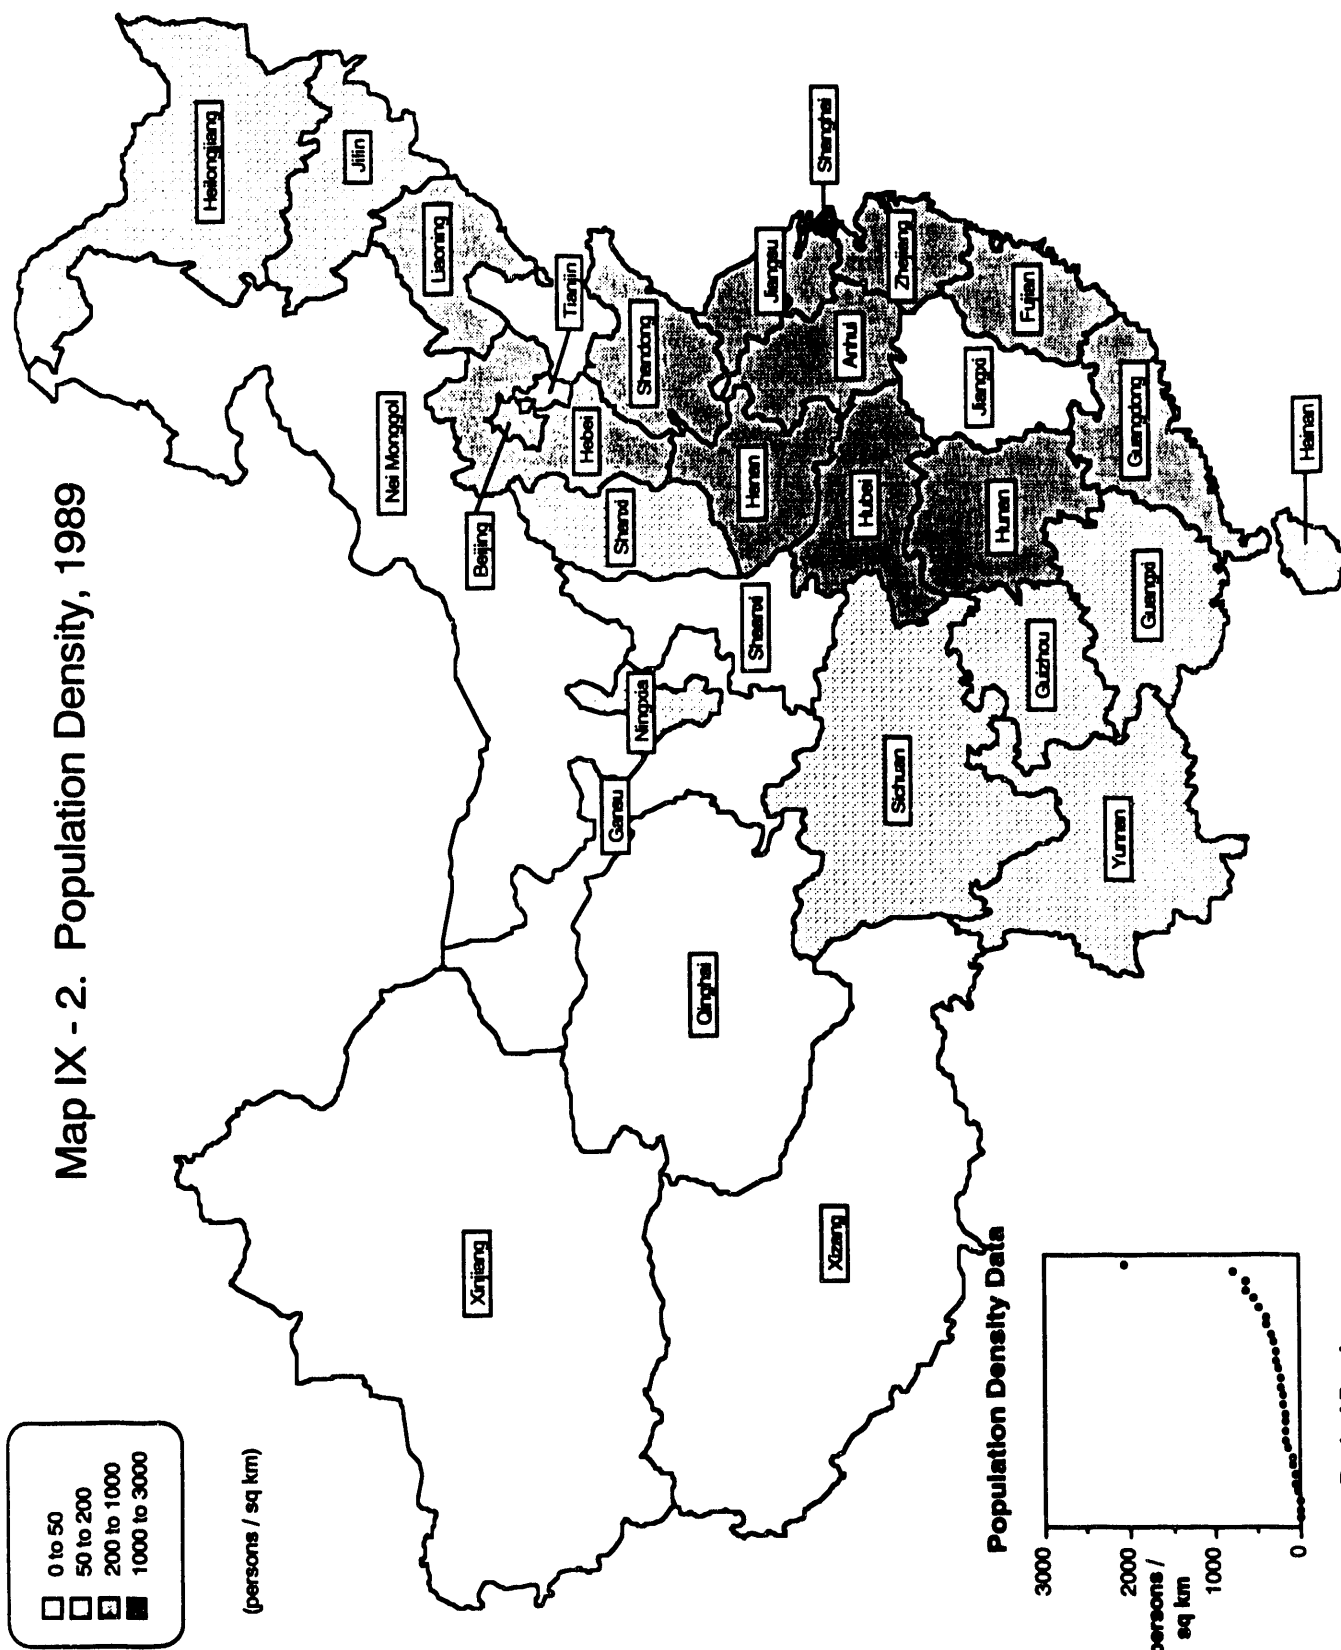 Map IX - 2. Population Density, 1989
0 to 50
50 to 200
200 to 1000
1000 to 3000
(persons / sq km)
Heilongjiang
Jilin
Liaoning
Nei Monggol
Beijing
Tianjin
Hebei
Shandong
Shanxi
Shaanxi
Ningxia
Gansu
Qinghai
Xinjiang
Xizang
Henan
Jiangsu
Shanghai
Anhui
Zhejiang
Hubei
Sichuan
Hunan
Jiangxi
Fujian
Guizhou
Yunnan
Guangxi
Guangdong
Hainan
Population Density Data
3000
2000
1000
0
persons /
sq km